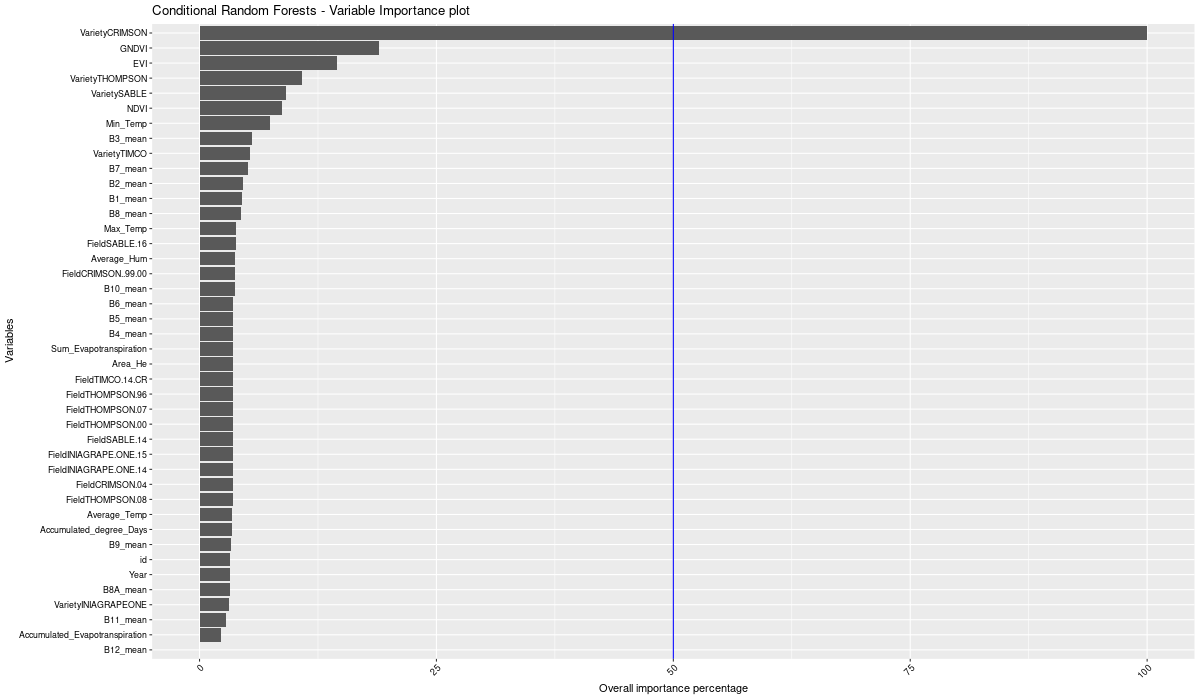 Conditional Random Forests - Variable Importance plot
VarietyCRIMSON
GNDVI
EVI
VarietyTHOMPSON
VarietySABLE
NDVI
Min_Temp
B3_mean
VarietyTIMCO
B7_mean
B2_mean
B1_mean
B8_mean
Max_Temp
FieldSABLE.16
Average_Hum
FieldCRIMSON..99.00
B10_mean
B6_mean
B5_mean
B4_mean
Sum_Evapotranspiration
Area_He
FieldTIMCO.14.CR
FieldTHOMPSON.96
FieldTHOMPSON.07
FieldTHOMPSON.00
FieldSABLE.14
FieldINIAGRAPE.ONE.15
FieldINIAGRAPE.ONE.14
FieldCRIMSON.04
FieldTHOMPSON.08
Average_Temp
Accumulated_degree_Days
B9_mean
id
Year
B8A_mean
VarietyINIAGRAPEONE
B11_mean
Accumulated_Evapotranspiration
B12_mean
Variables
0 25 50 75 100
Overall importance percentage